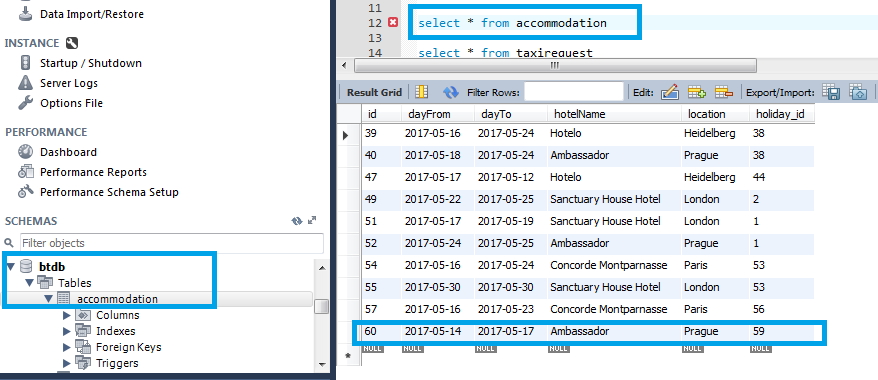 Data Import/Restore
INSTANCE
Startup / Shutdown
Server Logs
Options File
PERFORMANCE
Dashboard
Performance Reports
Performance Schema Setup
SCHEMAS
Filter objects
btdb
Tables
accommodation
Columns
Indexes
Foreign Keys
Triggers
11
12 select * from accommodation
13
14 select * from taxirequest
Result Grid Filter Rows: Edit: Export/Import:
id dayFrom dayTo hotelName location holiday_id
39 2017-05-16 2017-05-24 Hotelo Heidelberg 38
40 2017-05-18 2017-05-24 Ambassador Prague 38
47 2017-05-17 2017-05-12 Hotelo Heidelberg 44
49 2017-05-22 2017-05-25 Sanctuary House Hotel London 2
51 2017-05-17 2017-05-19 Sanctuary House Hotel London 1
52 2017-05-24 2017-05-25 Ambassador Prague 1
54 2017-05-16 2017-05-24 Concorde Montparnasse Paris 53
55 2017-05-30 2017-05-30 Sanctuary House Hotel London 53
57 2017-05-16 2017-05-23 Concorde Montparnasse Paris 56
60 2017-05-14 2017-05-17 Ambassador Prague 59
* NULL NULL NULL NULL NULL NULL